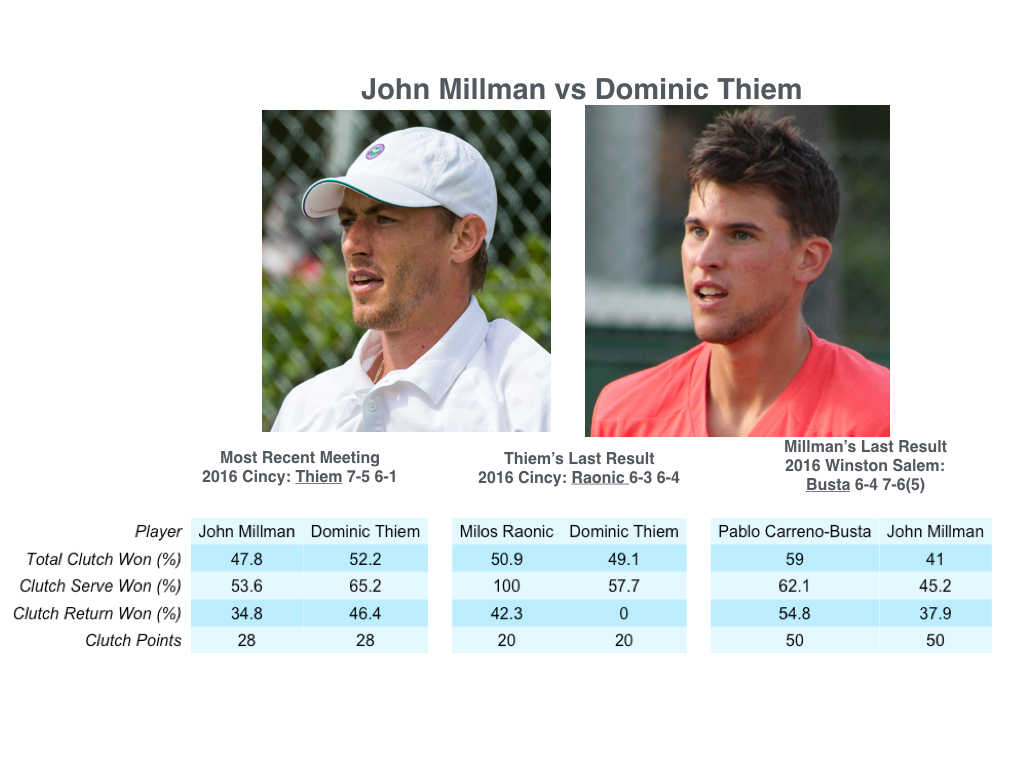 John Millman vs Dominic Thiem
Most Recent Meeting
2016 Cincy: Thiem 7-5 6-1
Thiem’s Last Result
2016 Cincy: Raonic 6-3 6-4
Millman’s Last Result
2016 Winston Salem:
Busta 6-4 7-6(5)
Player John Millman Dominic Thiem Milos Raonic Dominic Thiem Pablo Carreno-Busta John Millman
Total Clutch Won (%) 47.8 52.2 50.9 49.1 59 41
Clutch Serve Won (%) 53.6 65.2 100 57.7 62.1 45.2
Clutch Return Won (%) 34.8 46.4 42.3 0 54.8 37.9
Clutch Points 28 28 20 20 50 50